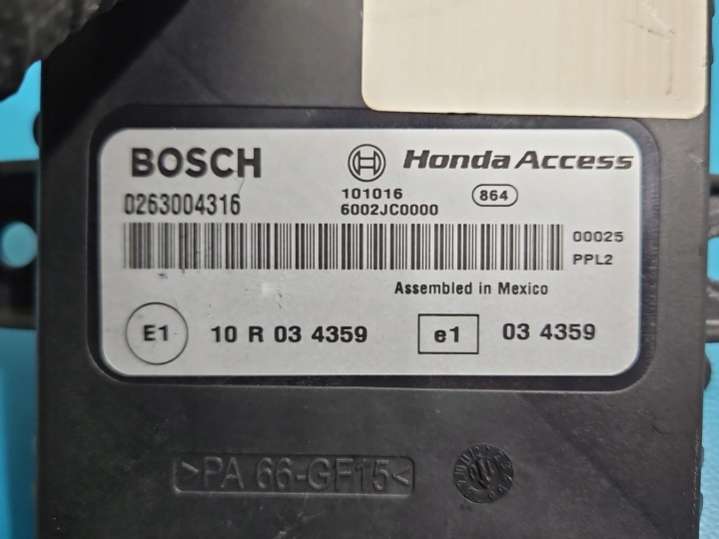 BOSCH Honda Access
0263004316 101016 864
6002JC0000
00025
PPL2
Assembled in Mexico
E1 10 R 03 4359 e1 03 4359
>PA 66-GF15<